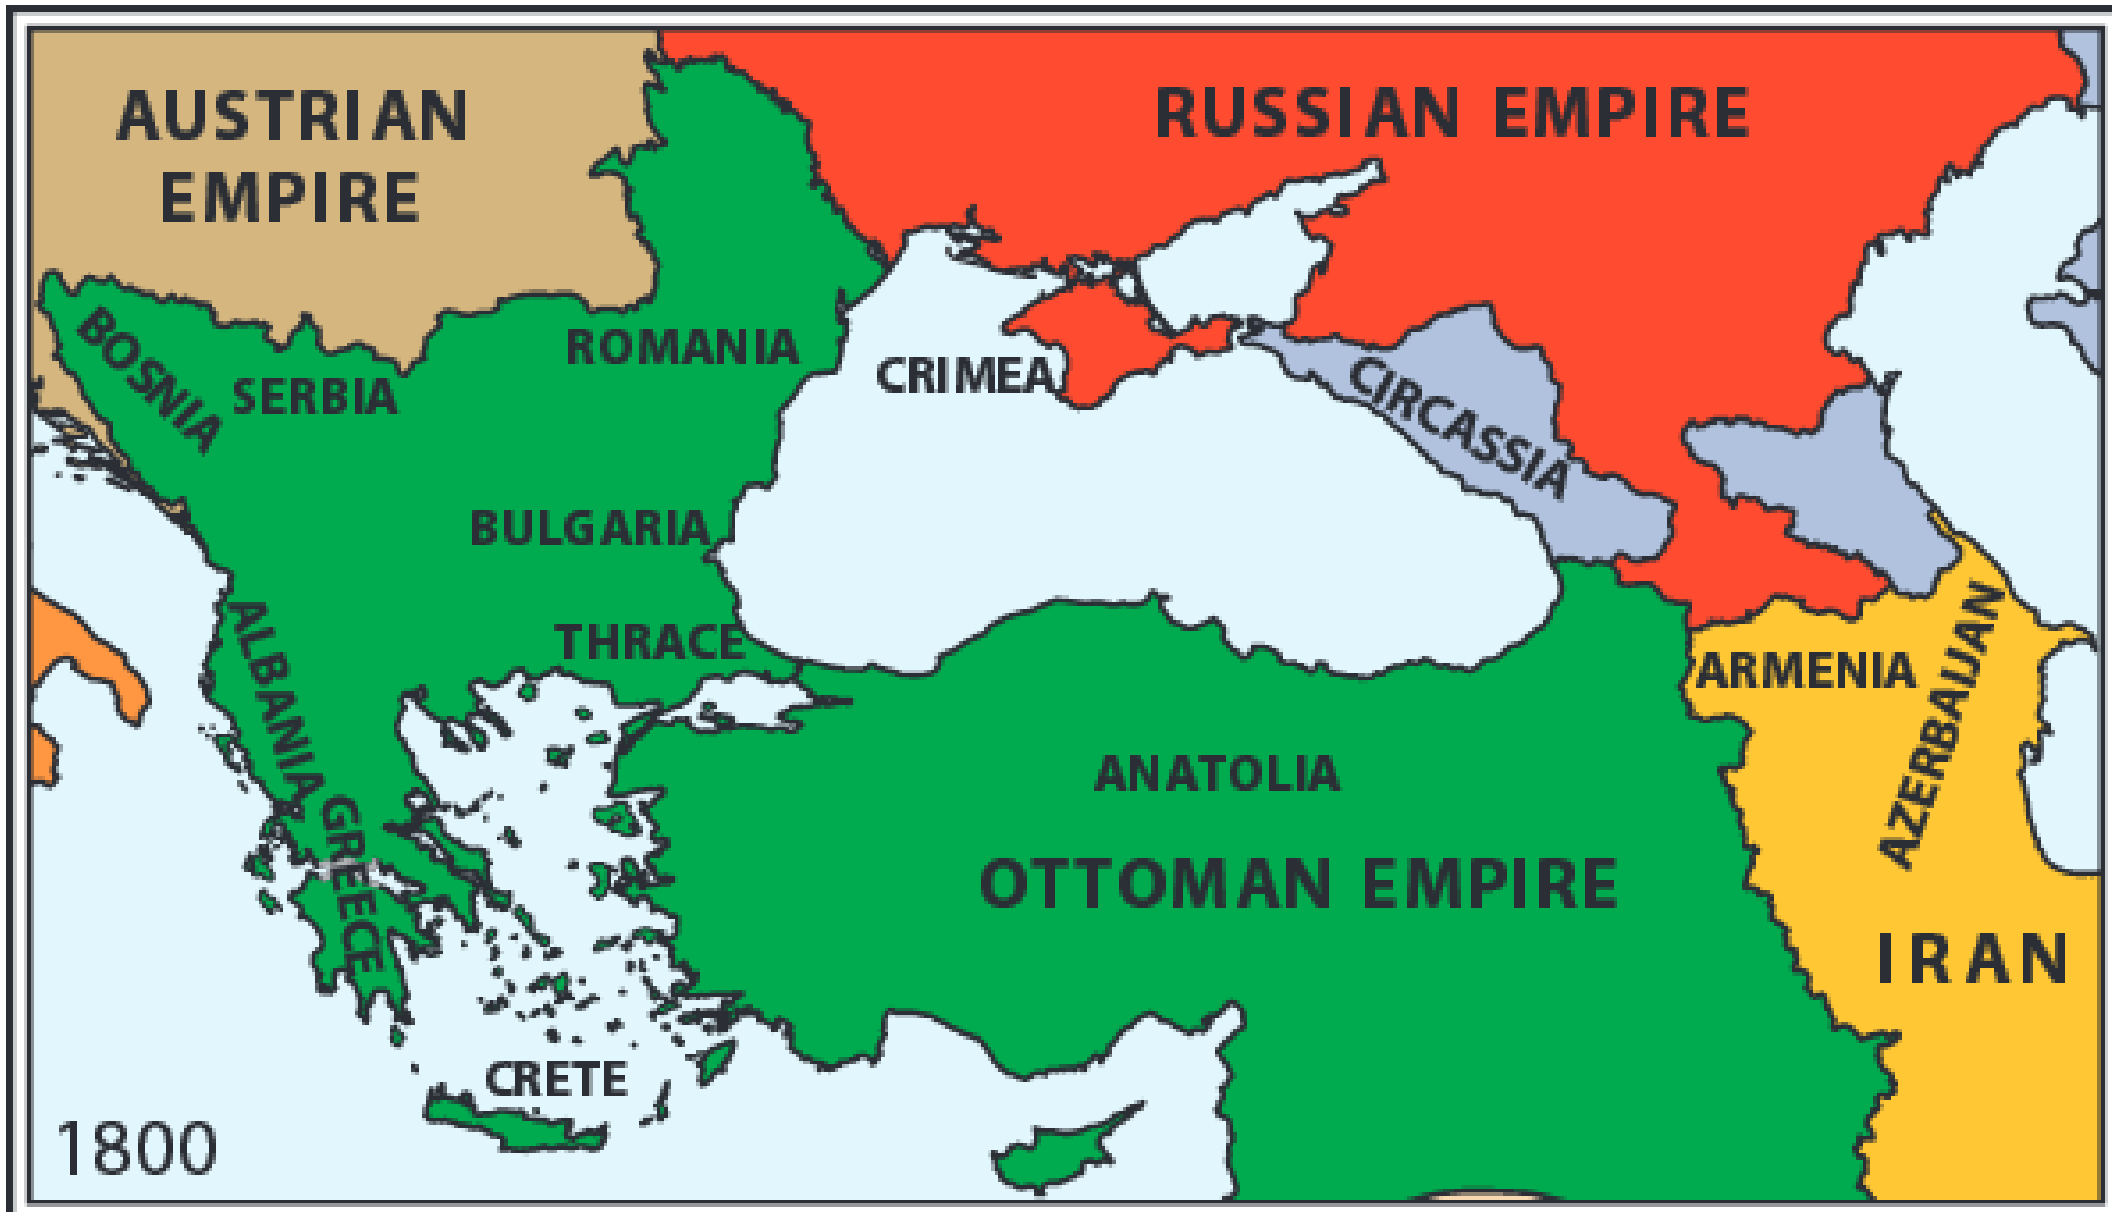 AUSTRIAN
EMPIRE
RUSSIAN EMPIRE
BOSNIA
SERBIA
ROMANIA
CRIMEA
CIRCASSIA
BULGARIA
THRACE
ALBANIA
ARMENIA
AZERBAIJAN
ANATOLIA
GREECE
OTTOMAN EMPIRE
IRAN
CRETE
1800